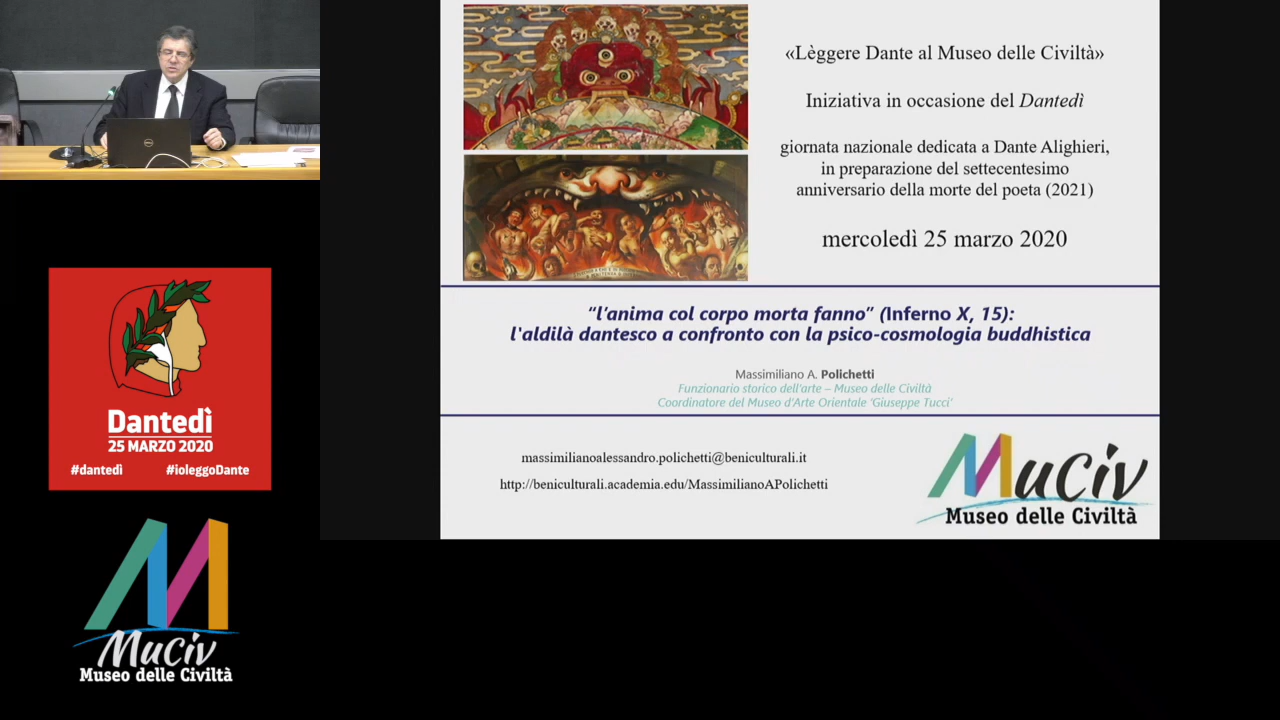 «Lèggere Dante al Museo delle Civiltà»
Iniziativa in occasione del Dantedì
giornata nazionale dedicata a Dante Alighieri,
in preparazione del settecentesimo
anniversario della morte del poeta (2021)
mercoledì 25 marzo 2020
“l'anima col corpo morta fanno” (Inferno X, 15):
l'aldilà dantesco a confronto con la psico-cosmologia buddhistica
Massimiliano A. Polichetti
Funzionario storico dell'arte – Museo delle Civiltà
Coordinatore del Museo d'Arte Orientale 'Giuseppe Tucci'
massimilianoalessandro.polichetti@beniculturali.it
http://beniculturali.academia.edu/MassimilianoAPolichetti
MuCiv
Museo delle Civiltà
Dantedì
25 MARZO 2020
#dantedì #ioleggoDante
MuCiv
Museo delle Civiltà
DELL